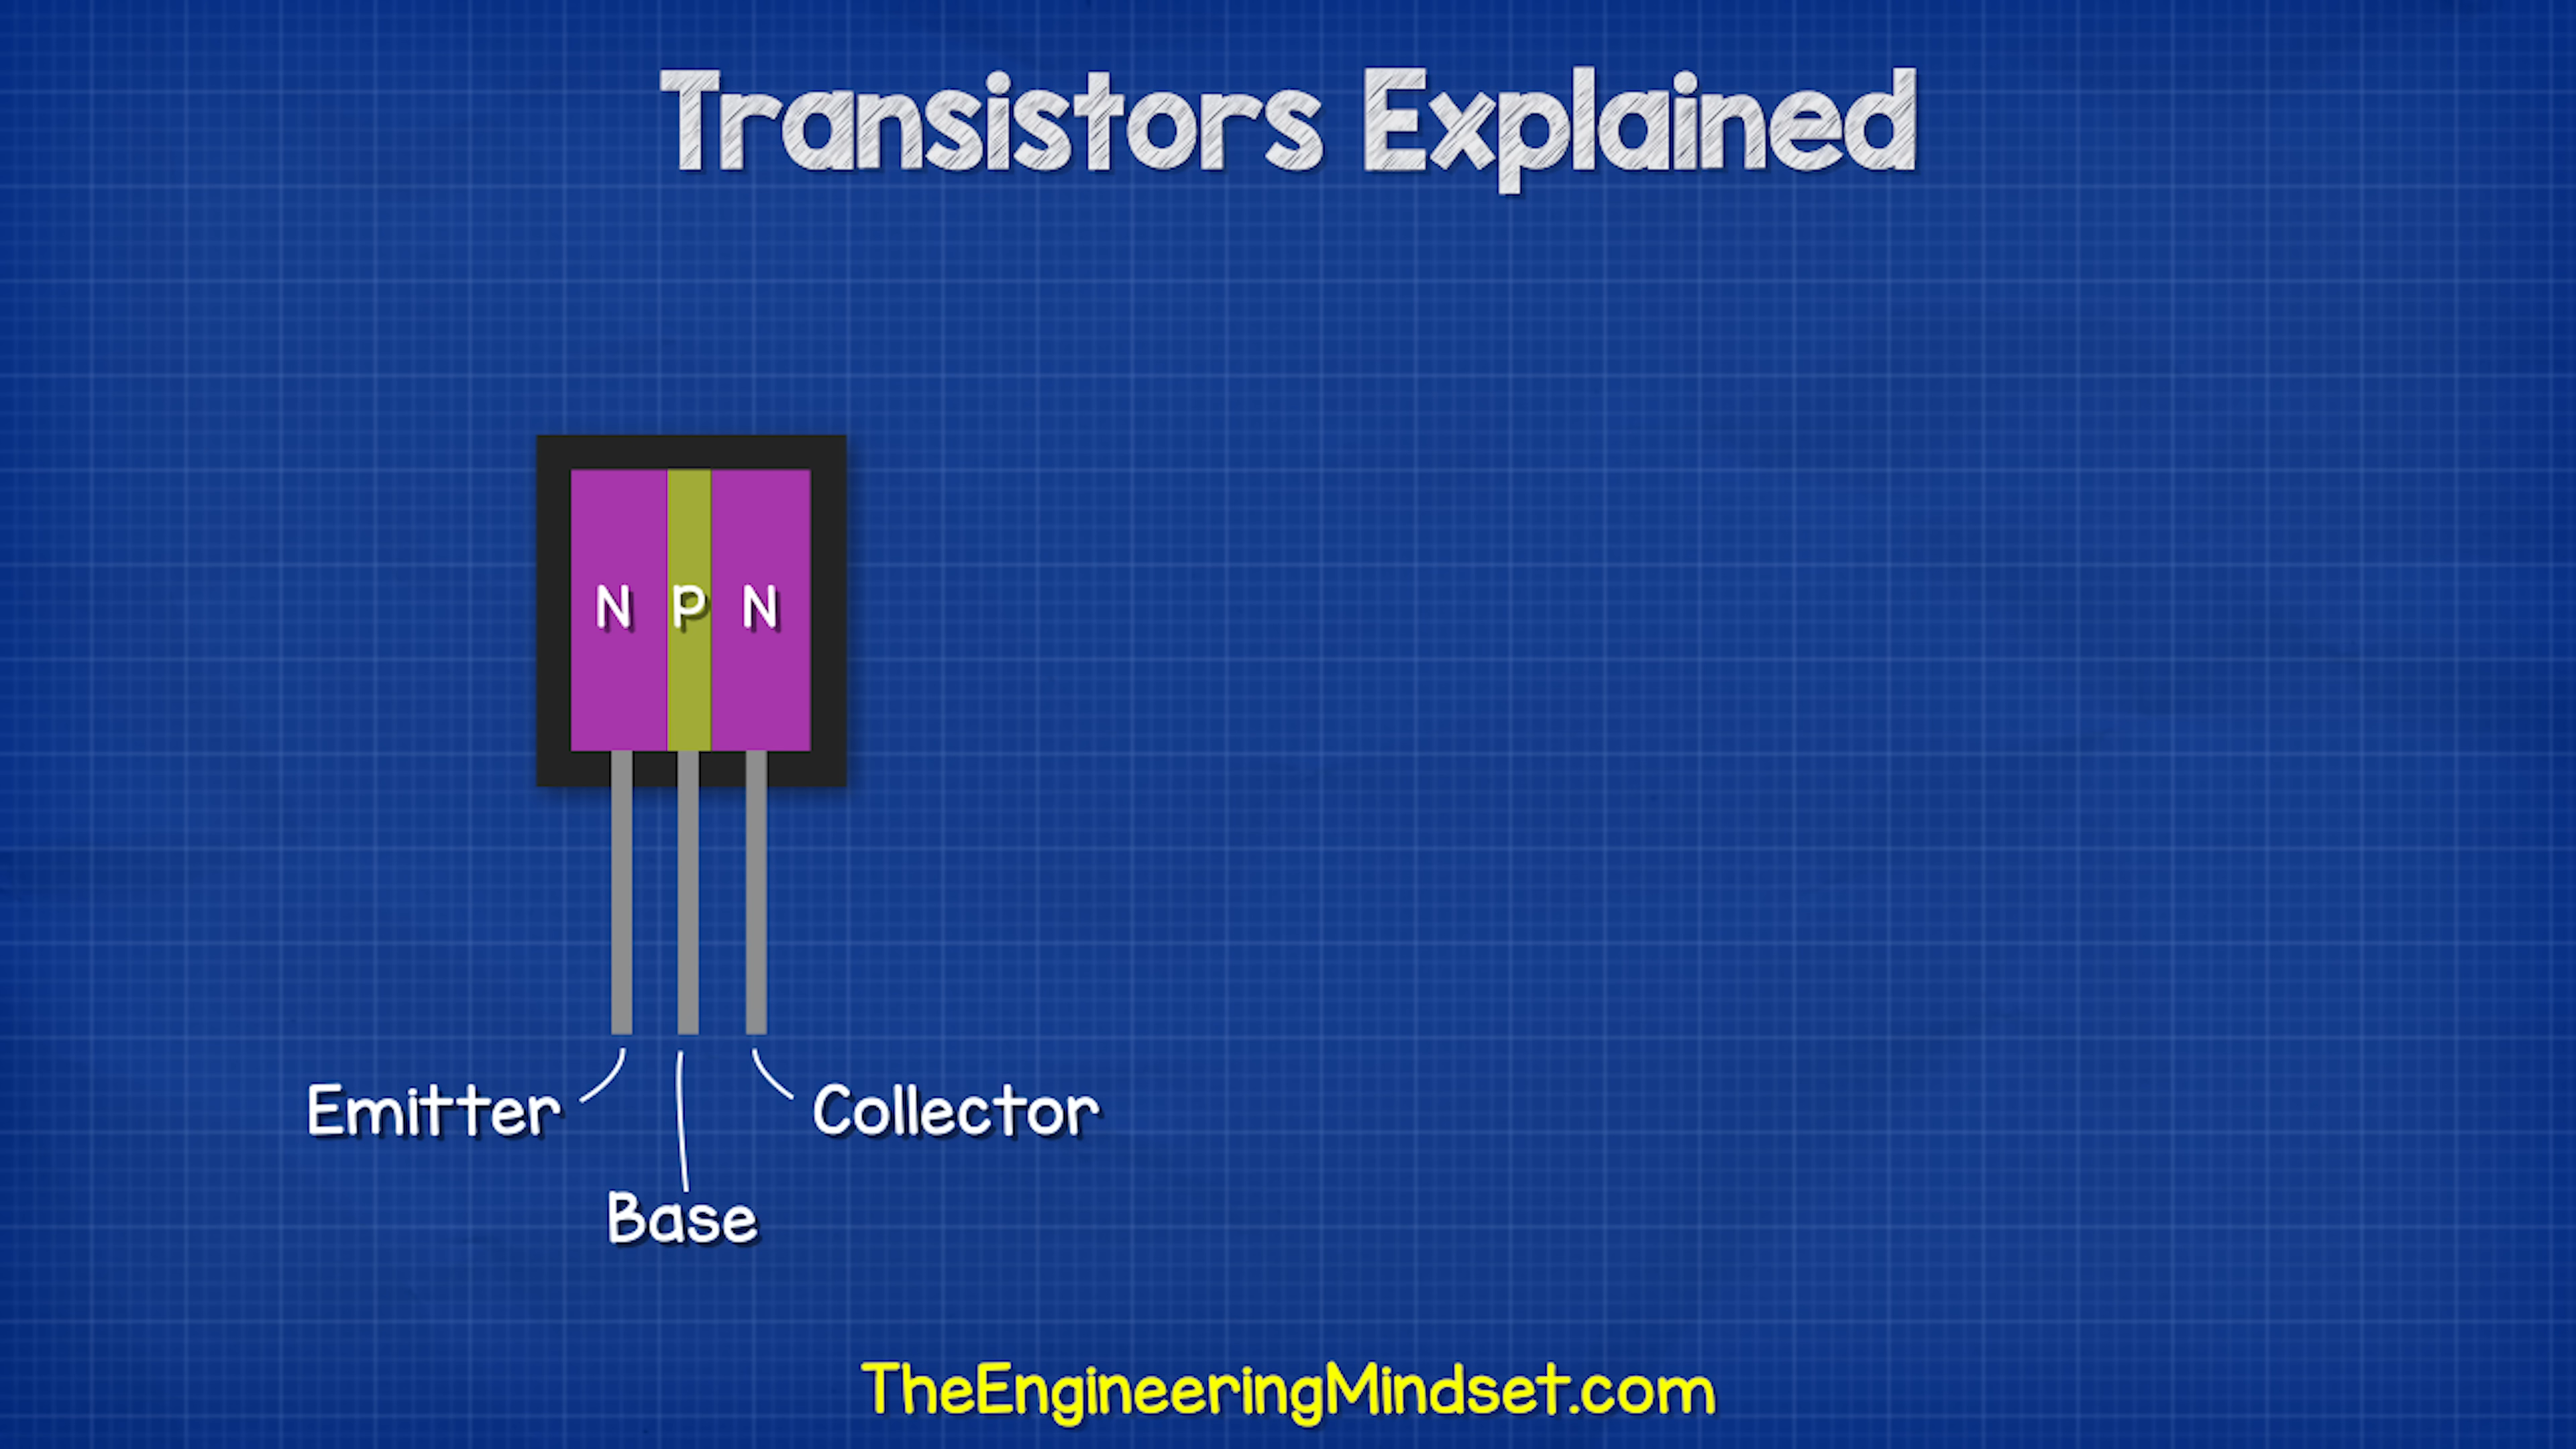 Transistors Explained
N P N
Emitter
Collector
Base
TheEngineeringMindset.com